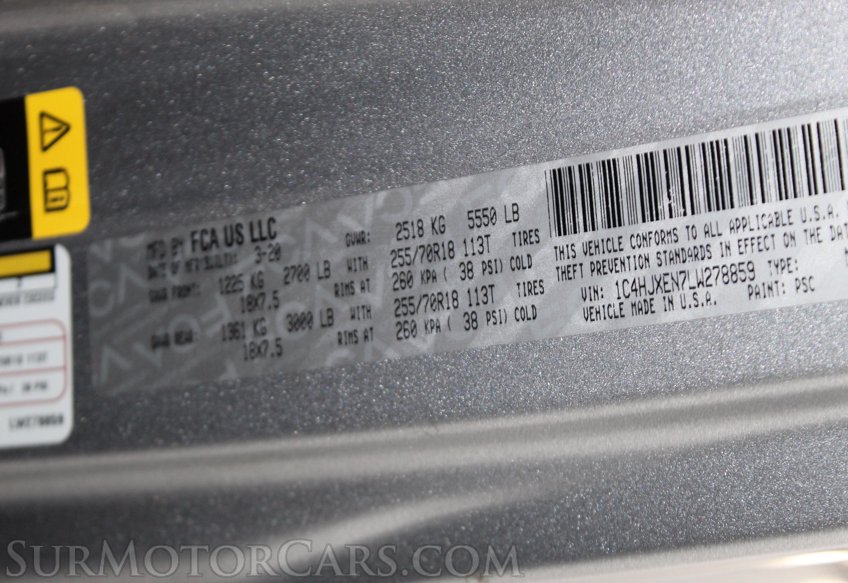 MFD BY FCA US LLC
DATE OF MFR: 3-20 GVWR: 2518 KG 5550 LB
GAWR FRONT: 1225 KG 2700 LB WITH 255/70R18 113T TIRES
18X7.5 RIMS AT 260 KPA ( 38 PSI) COLD
GAWR REAR: 1361 KG 3000 LB WITH 255/70R18 113T TIRES
18X7.5 RIMS AT 260 KPA ( 38 PSI) COLD
THIS VEHICLE CONFORMS TO ALL APPLICABLE U.S.A.
THEFT PREVENTION STANDARDS IN EFFECT ON THE DAT
VIN: 1C4HJXEN7LW278859 TYPE:
VEHICLE MADE IN U.S.A. PAINT: PSC
SURMOTORCARS.COM